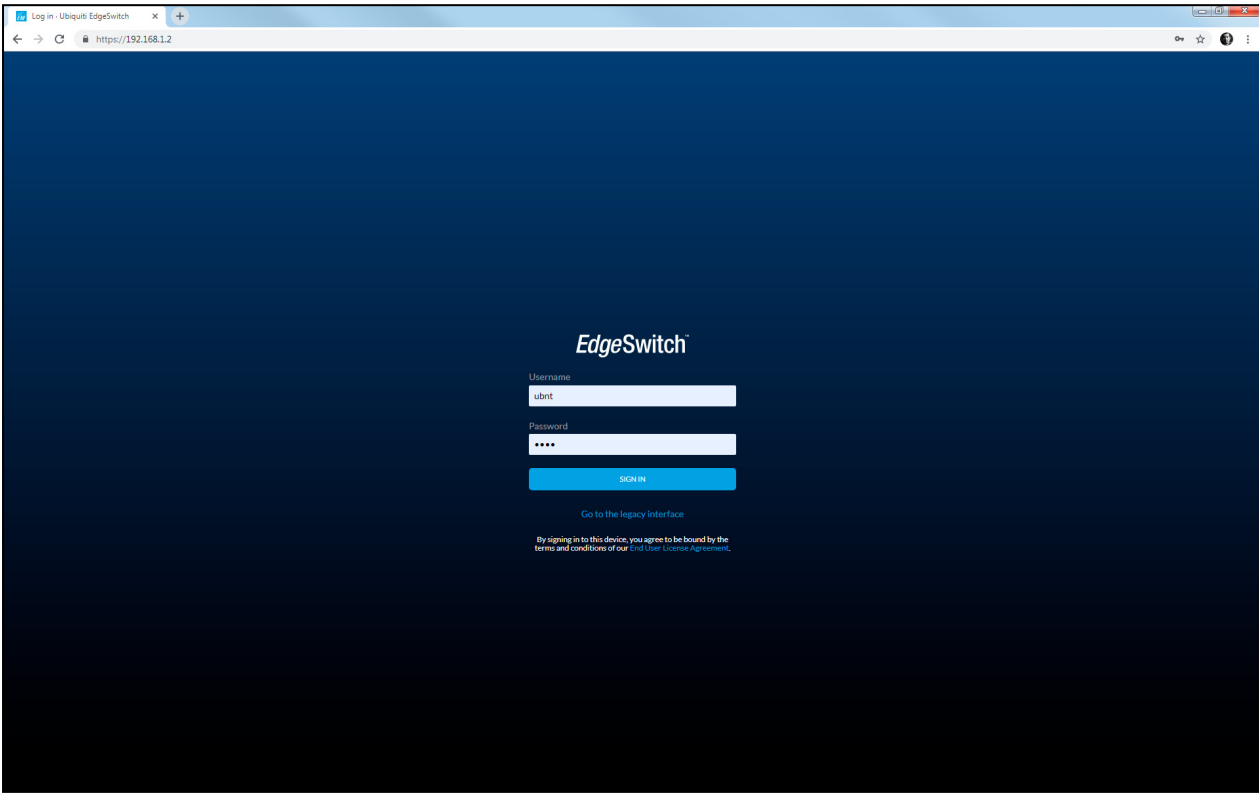 Log in - Ubiquiti EdgeSwitch
https://192.168.1.2
EdgeSwitch™
Username
ubnt
Password
••••
SIGN IN
Go to the legacy interface
By signing in to this device, you agree to be bound by the
terms and conditions of our End User License Agreement.